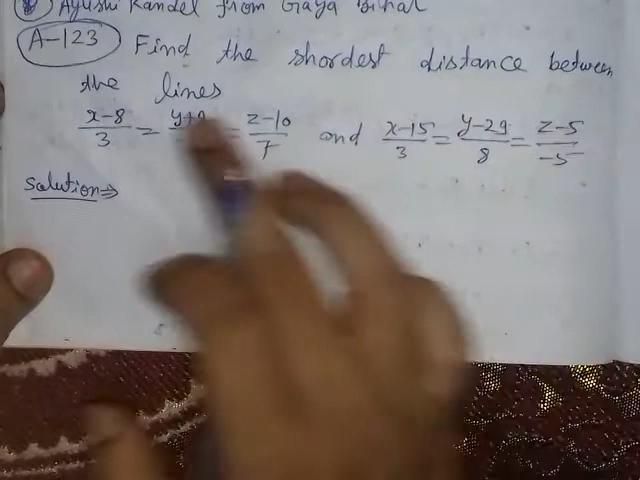 Ayushi Kandel from Gaya Bihar
A-123 Find the shortest distance between
the lines
x-8/3 = y+9 = z-10/7 and x-15/3 = y-29/8 = z-5/-5
Solution⇒